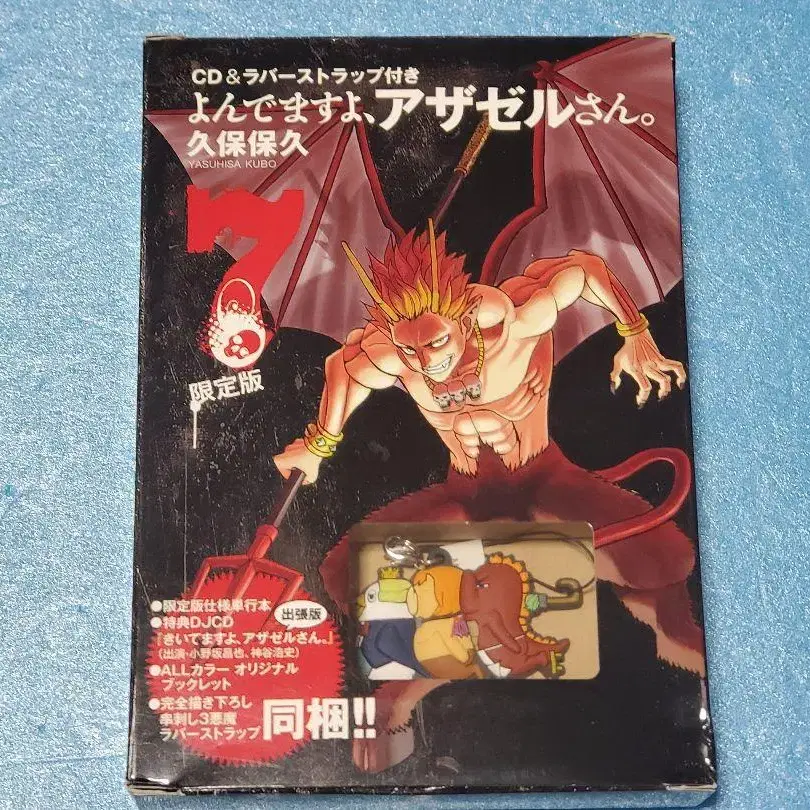 CD＆ラバーストラップ付き
よんでますよ、アザゼルさん。
久保保久
YASUHISA KUBO
7
限定版
●限定版仕様単行本
●特典DJCD 出張版
『きいてますよ、アザゼルさん。』
(出演・小野坂昌也、神谷浩史)
●ALLカラー オリジナル
ブックレット
●完全描き下ろし
串刺し3悪魔
ラバーストラップ
同梱!!